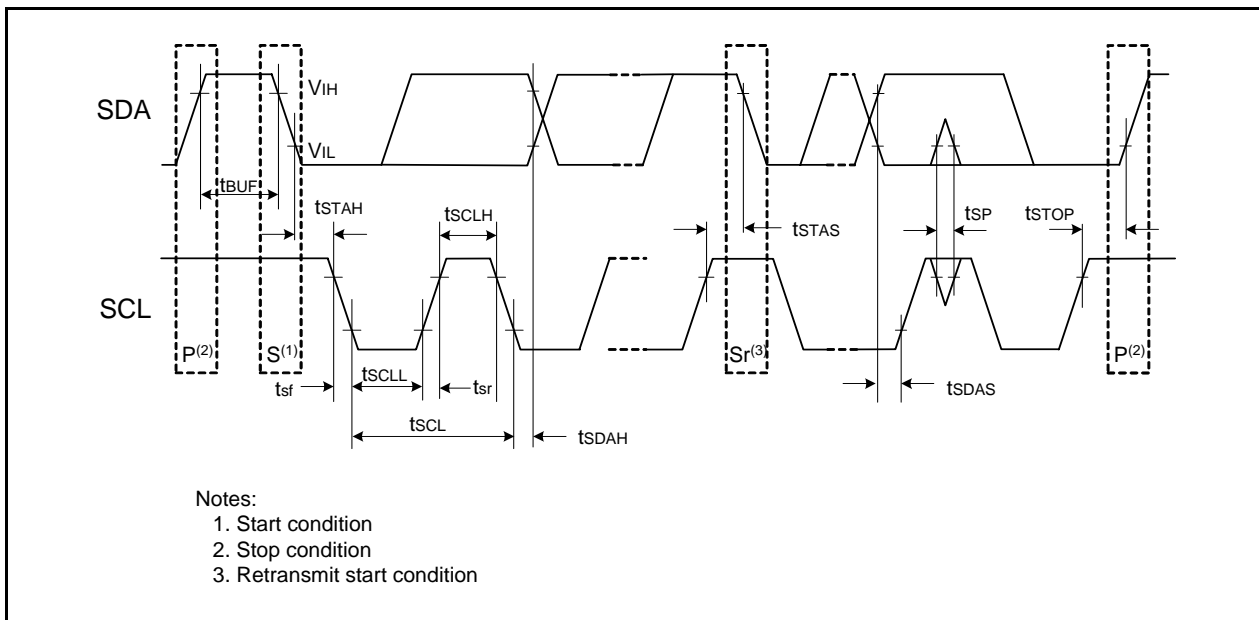 SDA
VIH
VIL
tBUF
tSTAH
tSCLH
tSTAS
tSP
tSTOP
SCL
P(2)
S(1)
Sr(3)
P(2)
tsf
tSCLL
tsr
tSDAS
tSCL
tSDAH
Notes:
1. Start condition
2. Stop condition
3. Retransmit start condition